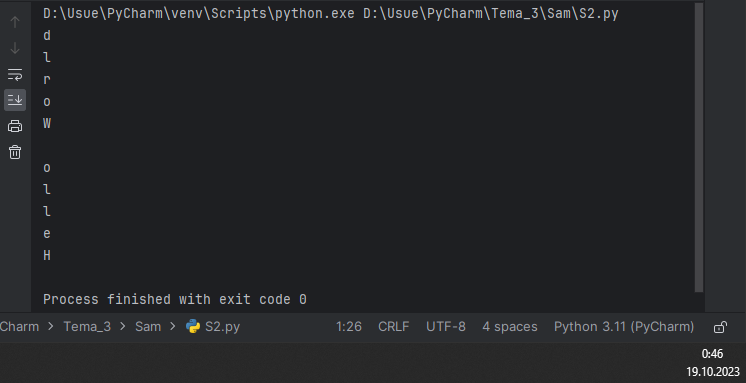 D:\Usue\PyCharm\venv\Scripts\python.exe D:\Usue\PyCharm\Tema_3\Sam\S2.py
d
l
r
o
W

o
l
l
e
H

Process finished with exit code 0
Charm > Tema_3 > Sam > S2.py 1:26 CRLF UTF-8 4 spaces Python 3.11 (PyCharm)
0:46
19.10.2023